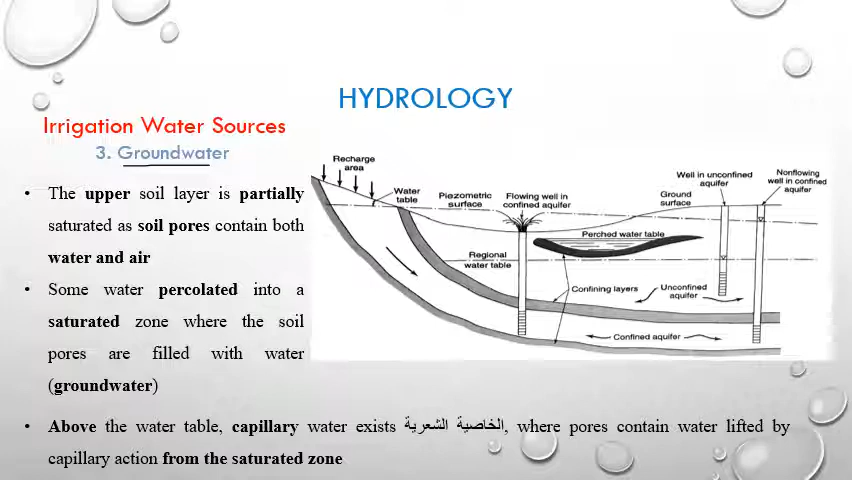 HYDROLOGY
Irrigation Water Sources
3. Groundwater
• The upper soil layer is partially
saturated as soil pores contain both
water and air
• Some water percolated into a
saturated zone where the soil
pores are filled with water
(groundwater)
Recharge
area
Water
table
Piezometric
surface
Flowing well in
confined aquifer
Ground
surface
Well in unconfined
aquifer
Nonflowing
well in confined
aquifer
Perched water table
Regional
water table
Confining layers
Unconfined
aquifer
Confined aquifer
• Above the water table, capillary water exists الخاصية الشعرية, where pores contain water lifted by
capillary action from the saturated zone